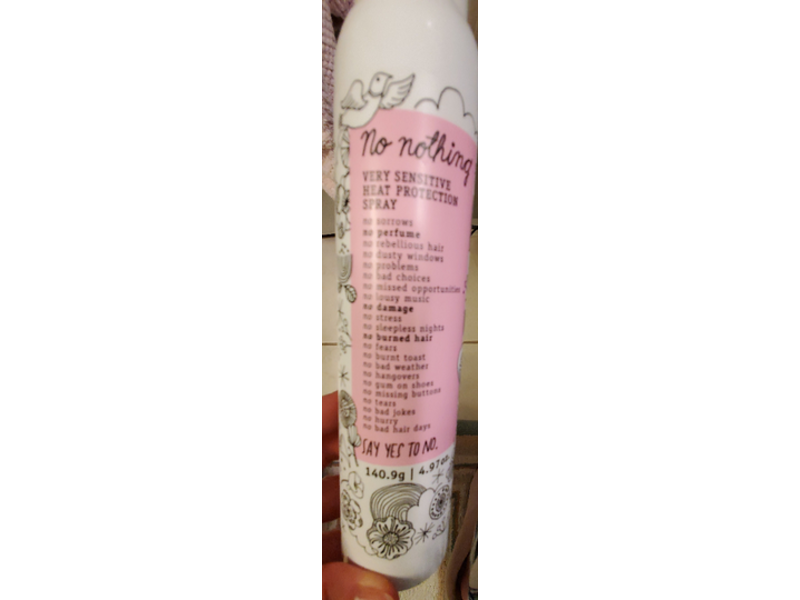 No nothing
VERY SENSITIVE
HEAT PROTECTION
SPRAY
no sorrows
no perfume
no rebellious hair
no dusty windows
no problems
no bad choices
no missed opportunities
no lousy music
no damage
no stress
no sleepless nights
no burned hair
no fears
no burnt toast
no bad weather
no hangovers
no gum on shoes
no missing buttons
no tears
no bad jokes
no hurry
no bad hair days
SAY YES TO NO.
140.9g | 4.97oz.